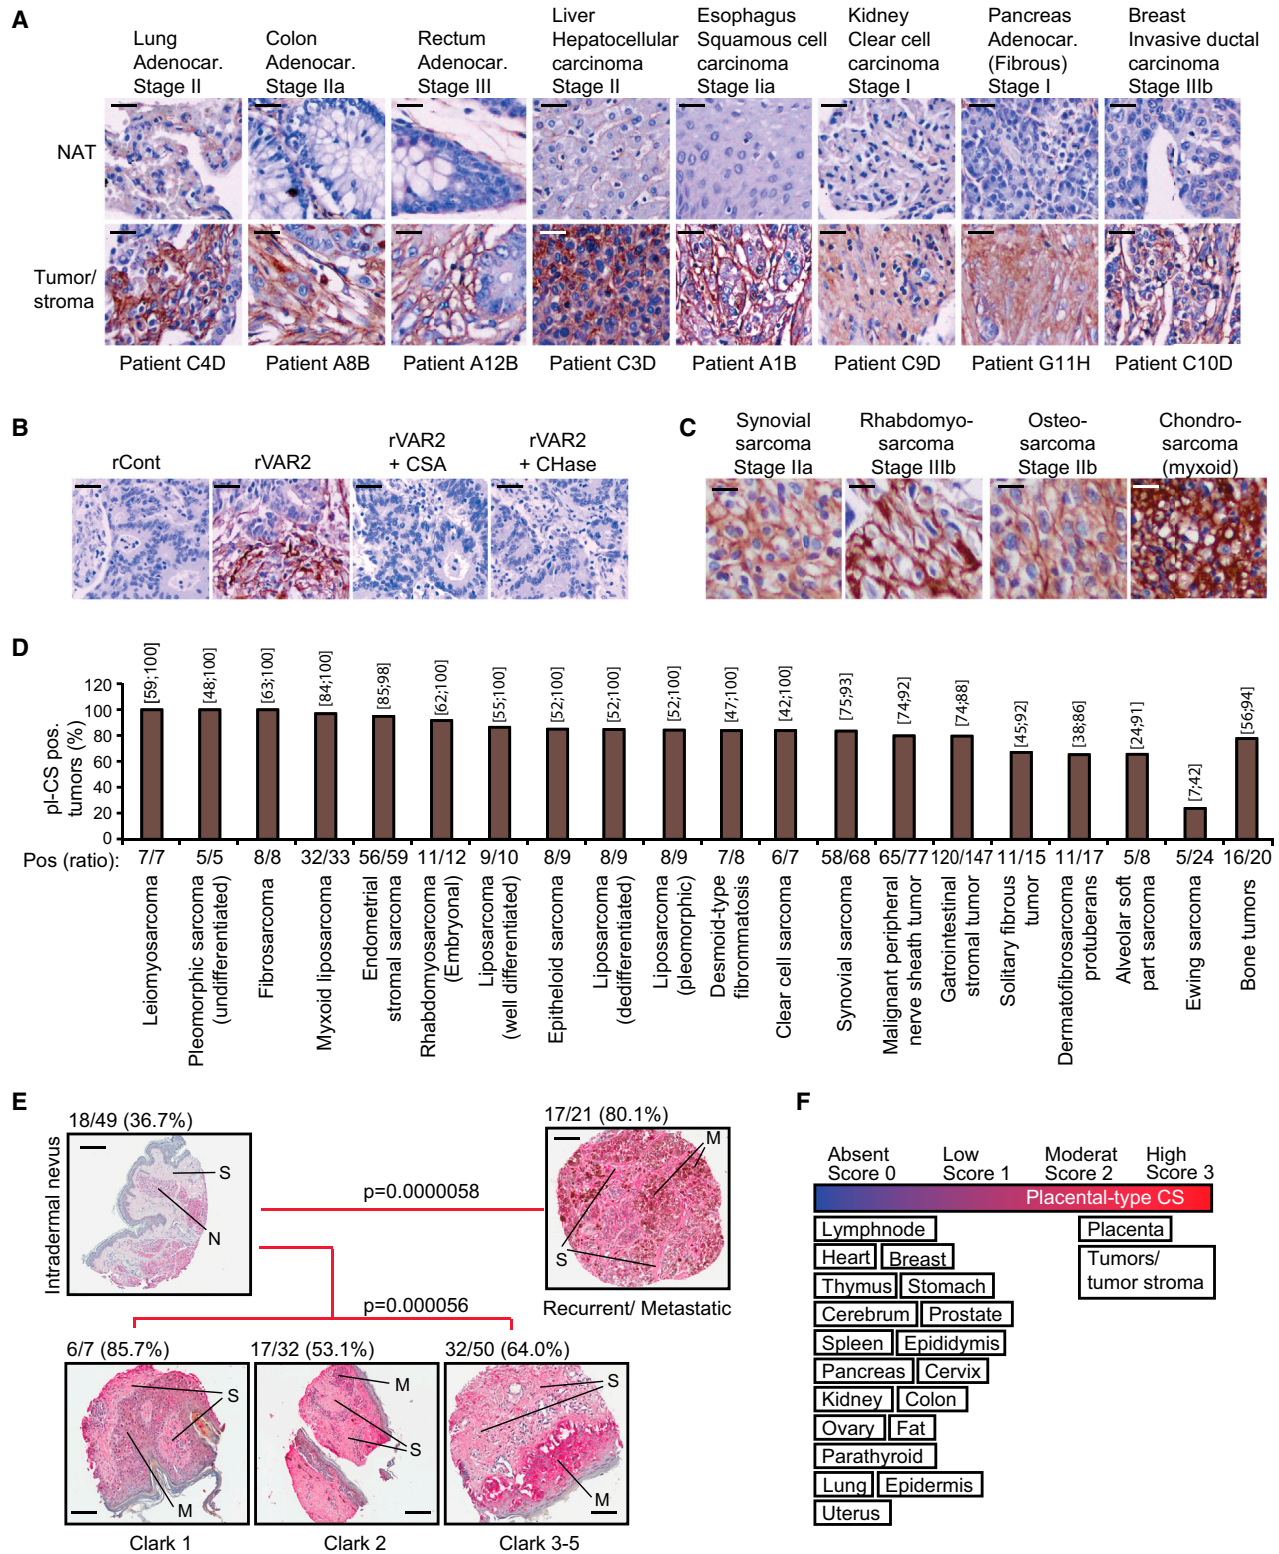 A
Lung
Adenocar.
Stage II
Colon
Adenocar.
Stage IIa
Rectum
Adenocar.
Stage III
Liver
Hepatocellular
carcinoma
Stage II
Esophagus
Squamous cell
carcinoma
Stage Iia
Kidney
Clear cell
carcinoma
Stage I
Pancreas
Adenocar.
(Fibrous)
Stage I
Breast
Invasive ductal
carcinoma
Stage IIIb
NAT
Tumor/
stroma
Patient C4D
Patient A8B
Patient A12B
Patient C3D
Patient A1B
Patient C9D
Patient G11H
Patient C10D
B
rCont
rVAR2
rVAR2
+ CSA
rVAR2
+ CHase
C
Synovial
sarcoma
Stage IIa
Rhabdomyo-
sarcoma
Stage IIIb
Osteo-
sarcoma
Stage IIb
Chondro-
sarcoma
(myxoid)
D
pl-CS pos.
tumors (%)
120
100
80
60
40
20
0
[59;100]
[48;100]
[63;100]
[84;100]
[85;98]
[62;100]
[55;100]
[52;100]
[52;100]
[52;100]
[47;100]
[42;100]
[75;93]
[74;92]
[74;88]
[45;92]
[38;86]
[24;91]
[7;42]
[56;94]
Pos (ratio): 7/7 5/5 8/8 32/33 56/59 11/12 9/10 8/9 8/9 8/9 7/8 6/7 58/68 65/77 120/147 11/15 11/17 5/8 5/24 16/20
Leiomyosarcoma
Pleomorphic sarcoma
(undifferentiated)
Fibrosarcoma
Myxoid liposarcoma
Endometrial
stromal sarcoma
Rhabdomyosarcoma
(Embryonal)
Liposarcoma
(well differentiated)
Epitheloid sarcoma
Liposarcoma
(dedifferentiated)
Liposarcoma
(pleomorphic)
Desmoid-type
fibrommatosis
Clear cell sarcoma
Synovial sarcoma
Malignant peripheral
nerve sheath tumor
Gatrointestinal
stromal tumor
Solitary fibrous
tumor
Dermatofibrosarcoma
protuberans
Alveolar soft
part sarcoma
Ewing sarcoma
Bone tumors
E
18/49 (36.7%)
Intradermal nevus
S
N
p=0.0000058
17/21 (80.1%)
M
S
Recurrent/ Metastatic
p=0.000056
6/7 (85.7%)
S
M
Clark 1
17/32 (53.1%)
M
S
Clark 2
32/50 (64.0%)
S
M
Clark 3-5
F
Absent
Score 0
Low
Score 1
Moderat
Score 2
High
Score 3
Placental-type CS
Lymphnode
Placenta
Heart Breast
Tumors/
tumor stroma
Thymus Stomach
Cerebrum Prostate
Spleen Epididymis
Pancreas Cervix
Kidney Colon
Ovary Fat
Parathyroid
Lung Epidermis
Uterus